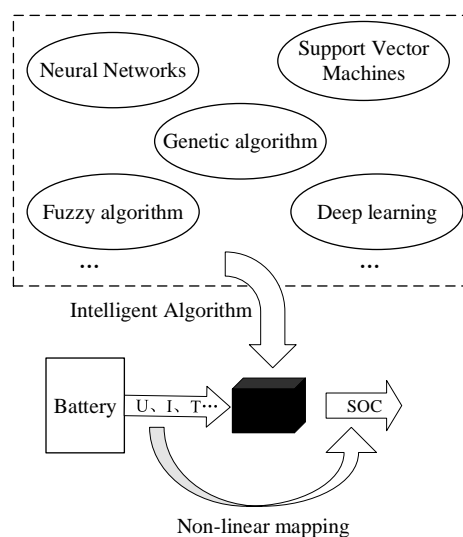 Neural Networks
Support Vector
Machines
Genetic algorithm
Fuzzy algorithm
Deep learning
...
...
Intelligent Algorithm
Battery
U、I、T…
SOC
Non-linear mapping